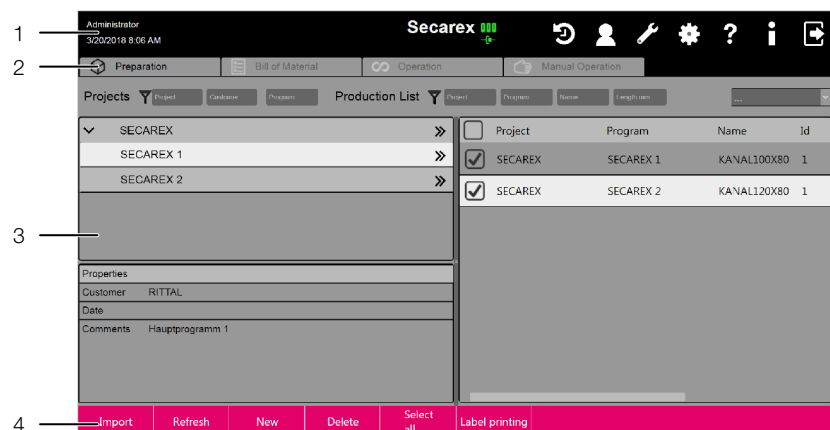 Administrator
3/20/2018 8:06 AM
Secarex
1
2
Preparation
Bill of Material
Operation
Manual Operation
Projects
Project
Customer
Program
Production List
Project
Program
Name
Length mm
...
SECAREX
SECAREX 1
SECAREX 2
Project Program Name Id
SECAREX SECAREX 1 KANAL100X80 1
SECAREX SECAREX 2 KANAL120X80 1
3
Properties
Customer RITTAL
Date
Comments Hauptprogramm 1
4
Import
Refresh
New
Delete
Select
all
Label printing